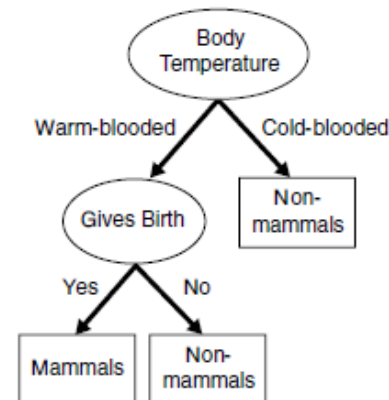 Body
Temperature
Warm-blooded
Cold-blooded
Gives Birth
Non-
mammals
Yes
No
Mammals
Non-
mammals